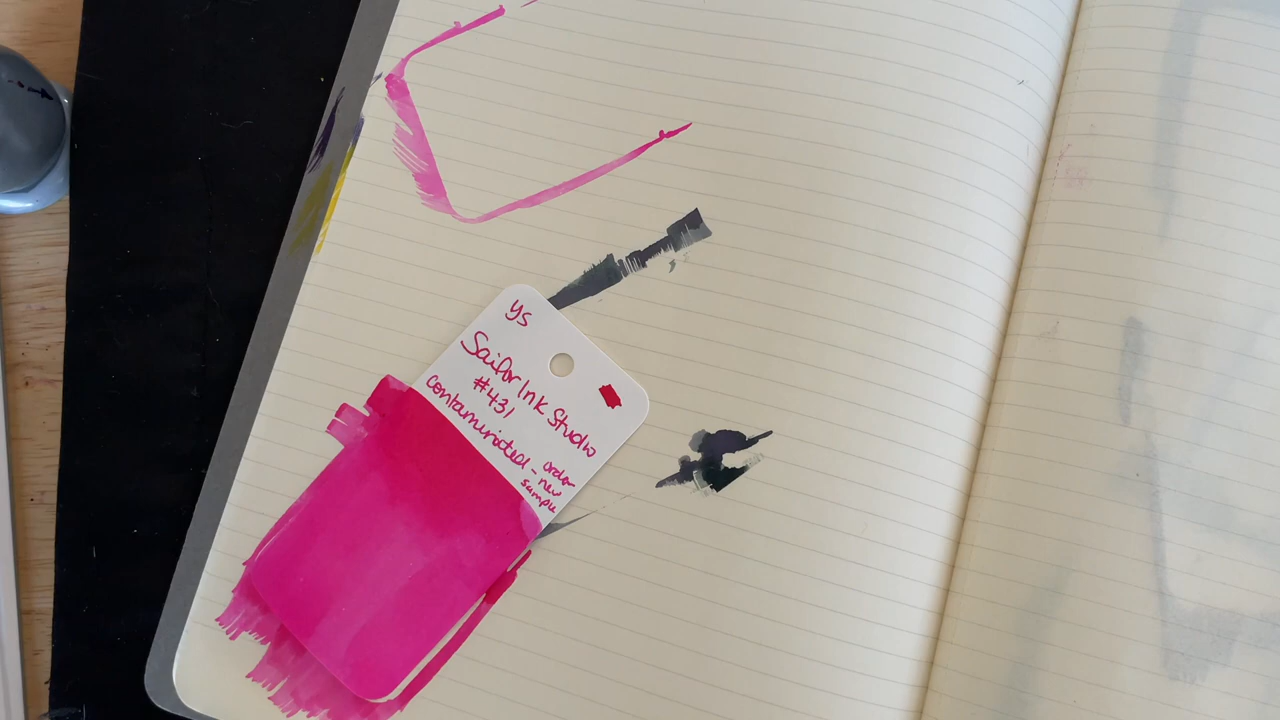 YS
Sailor Ink Studio
#431
Contaminated - order
new
sample